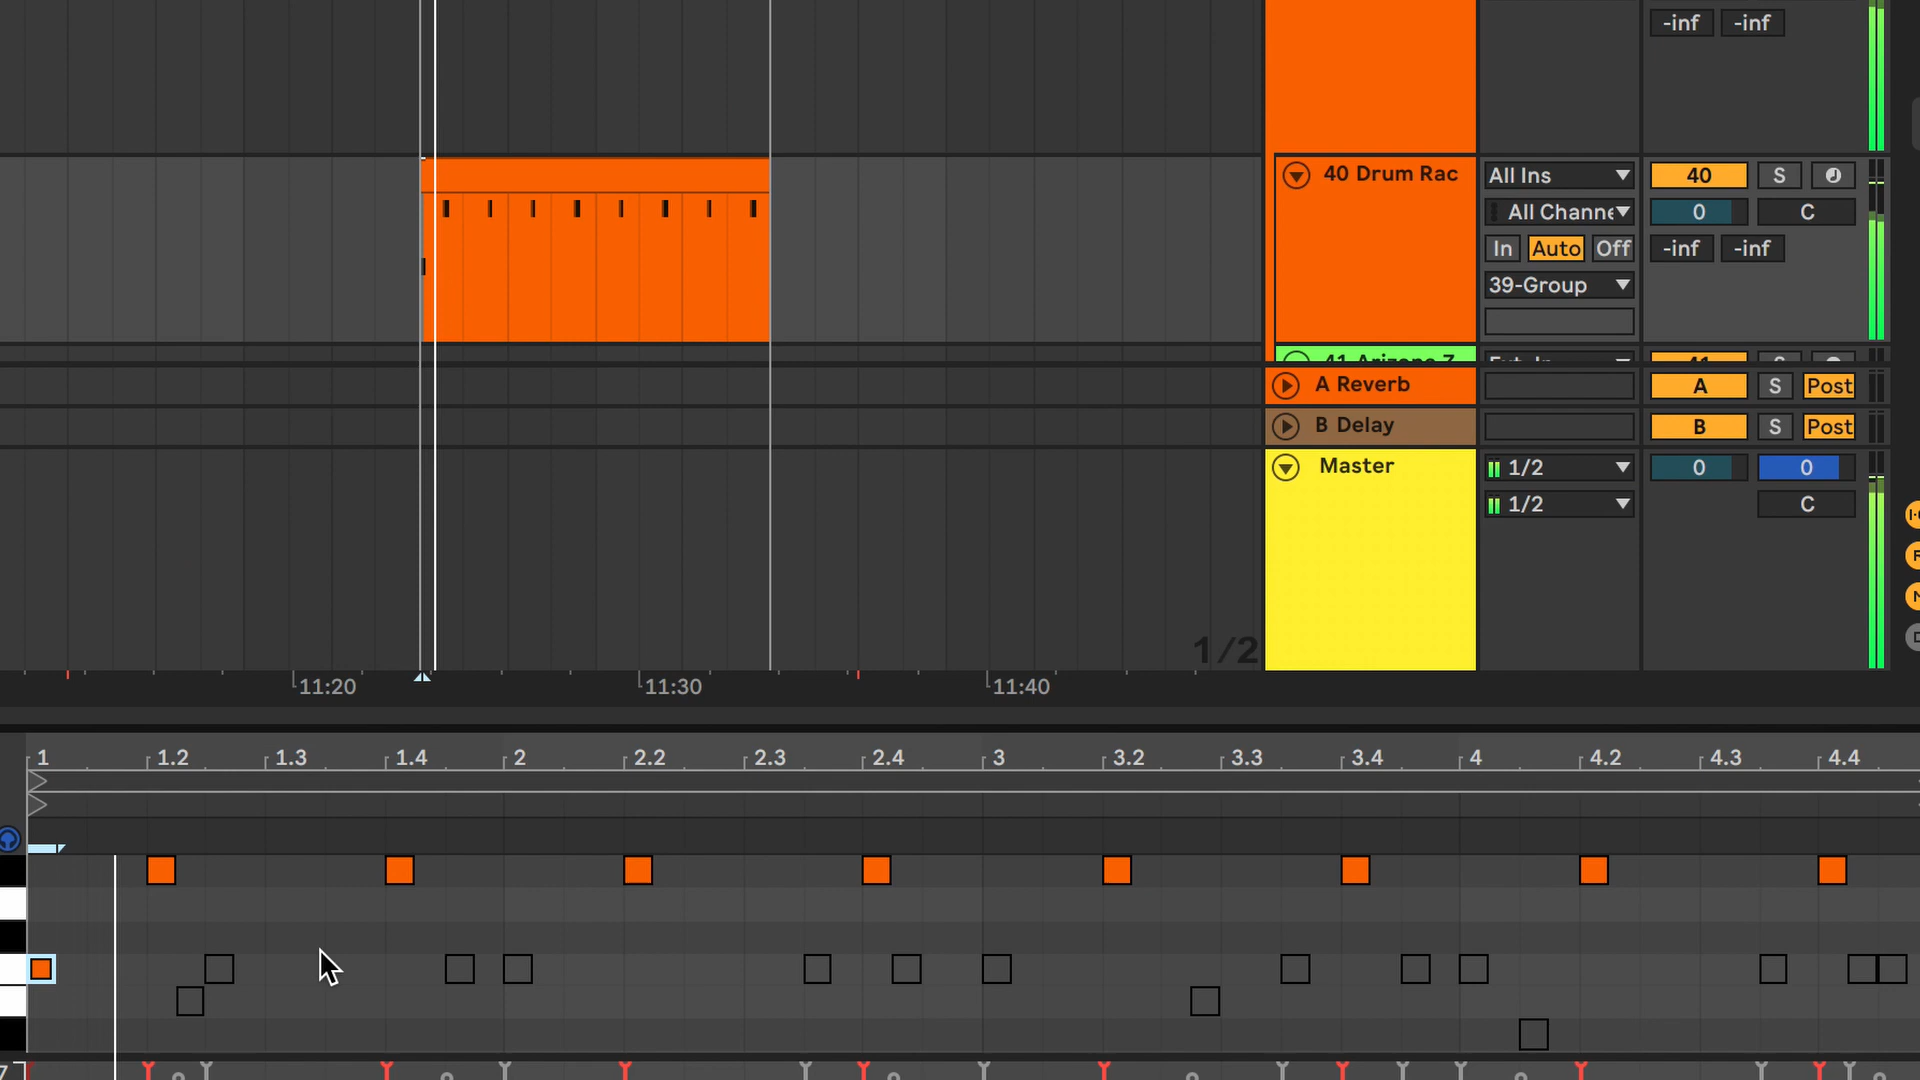 -inf -inf
40 Drum Rac All Ins 40 S
All Channe 0 C
In Auto Off -inf -inf
39-Group
A Reverb A S Post
B Delay B S Post
Master 1/2 0 0
1/2 C
1/2
11:20 11:30 11:40
1 1.2 1.3 1.4 2 2.2 2.3 2.4 3 3.2 3.3 3.4 4 4.2 4.3 4.4